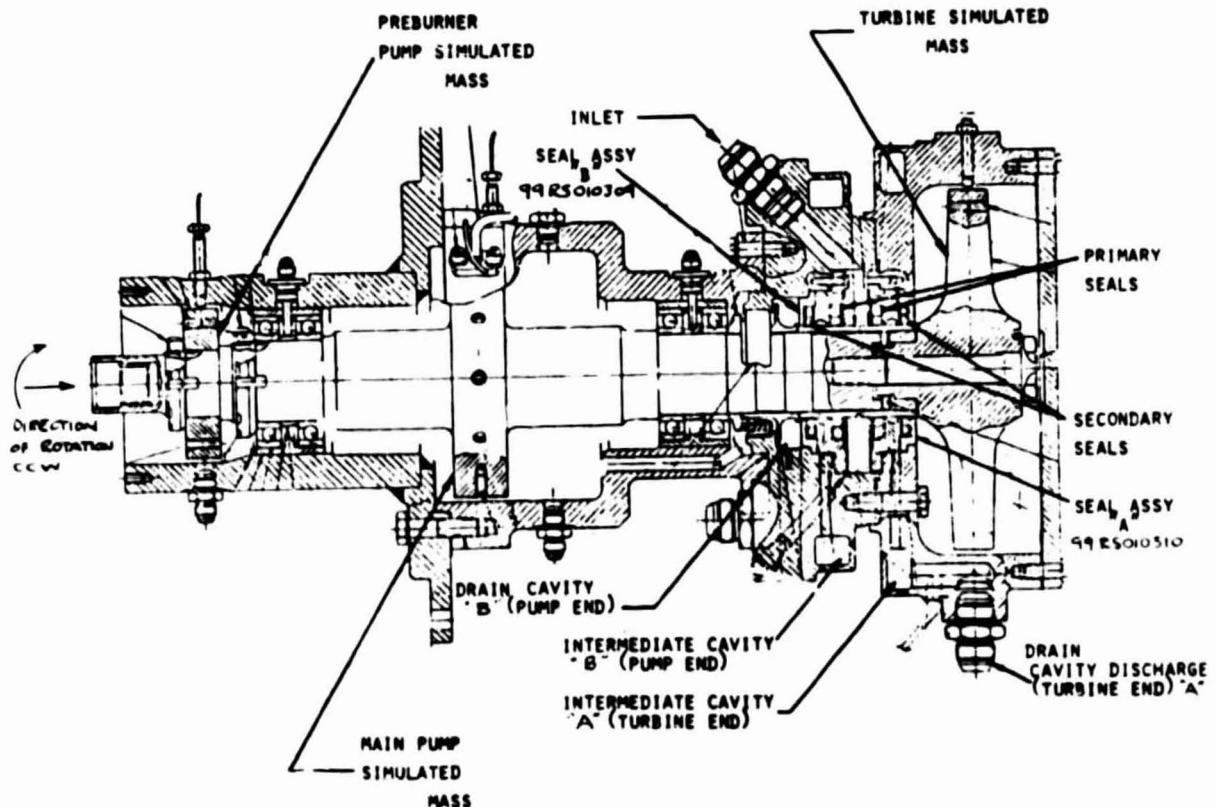 PREBURNER
PUMP SIMULATED
MASS
TURBINE SIMULATED
MASS
INLET
SEAL ASSY
"B"
99RS010309
PRIMARY
SEALS
DIRECTION
OF ROTATION
CCW
SECONDARY
SEALS
SEAL ASSY
"A"
99RS010310
DRAIN CAVITY
"B" (PUMP END)
INTERMEDIATE CAVITY
"B" (PUMP END)
DRAIN
CAVITY DISCHARGE
(TURBINE END) "A"
INTERMEDIATE CAVITY
"A" (TURBINE END)
MAIN PUMP
SIMULATED
MASS